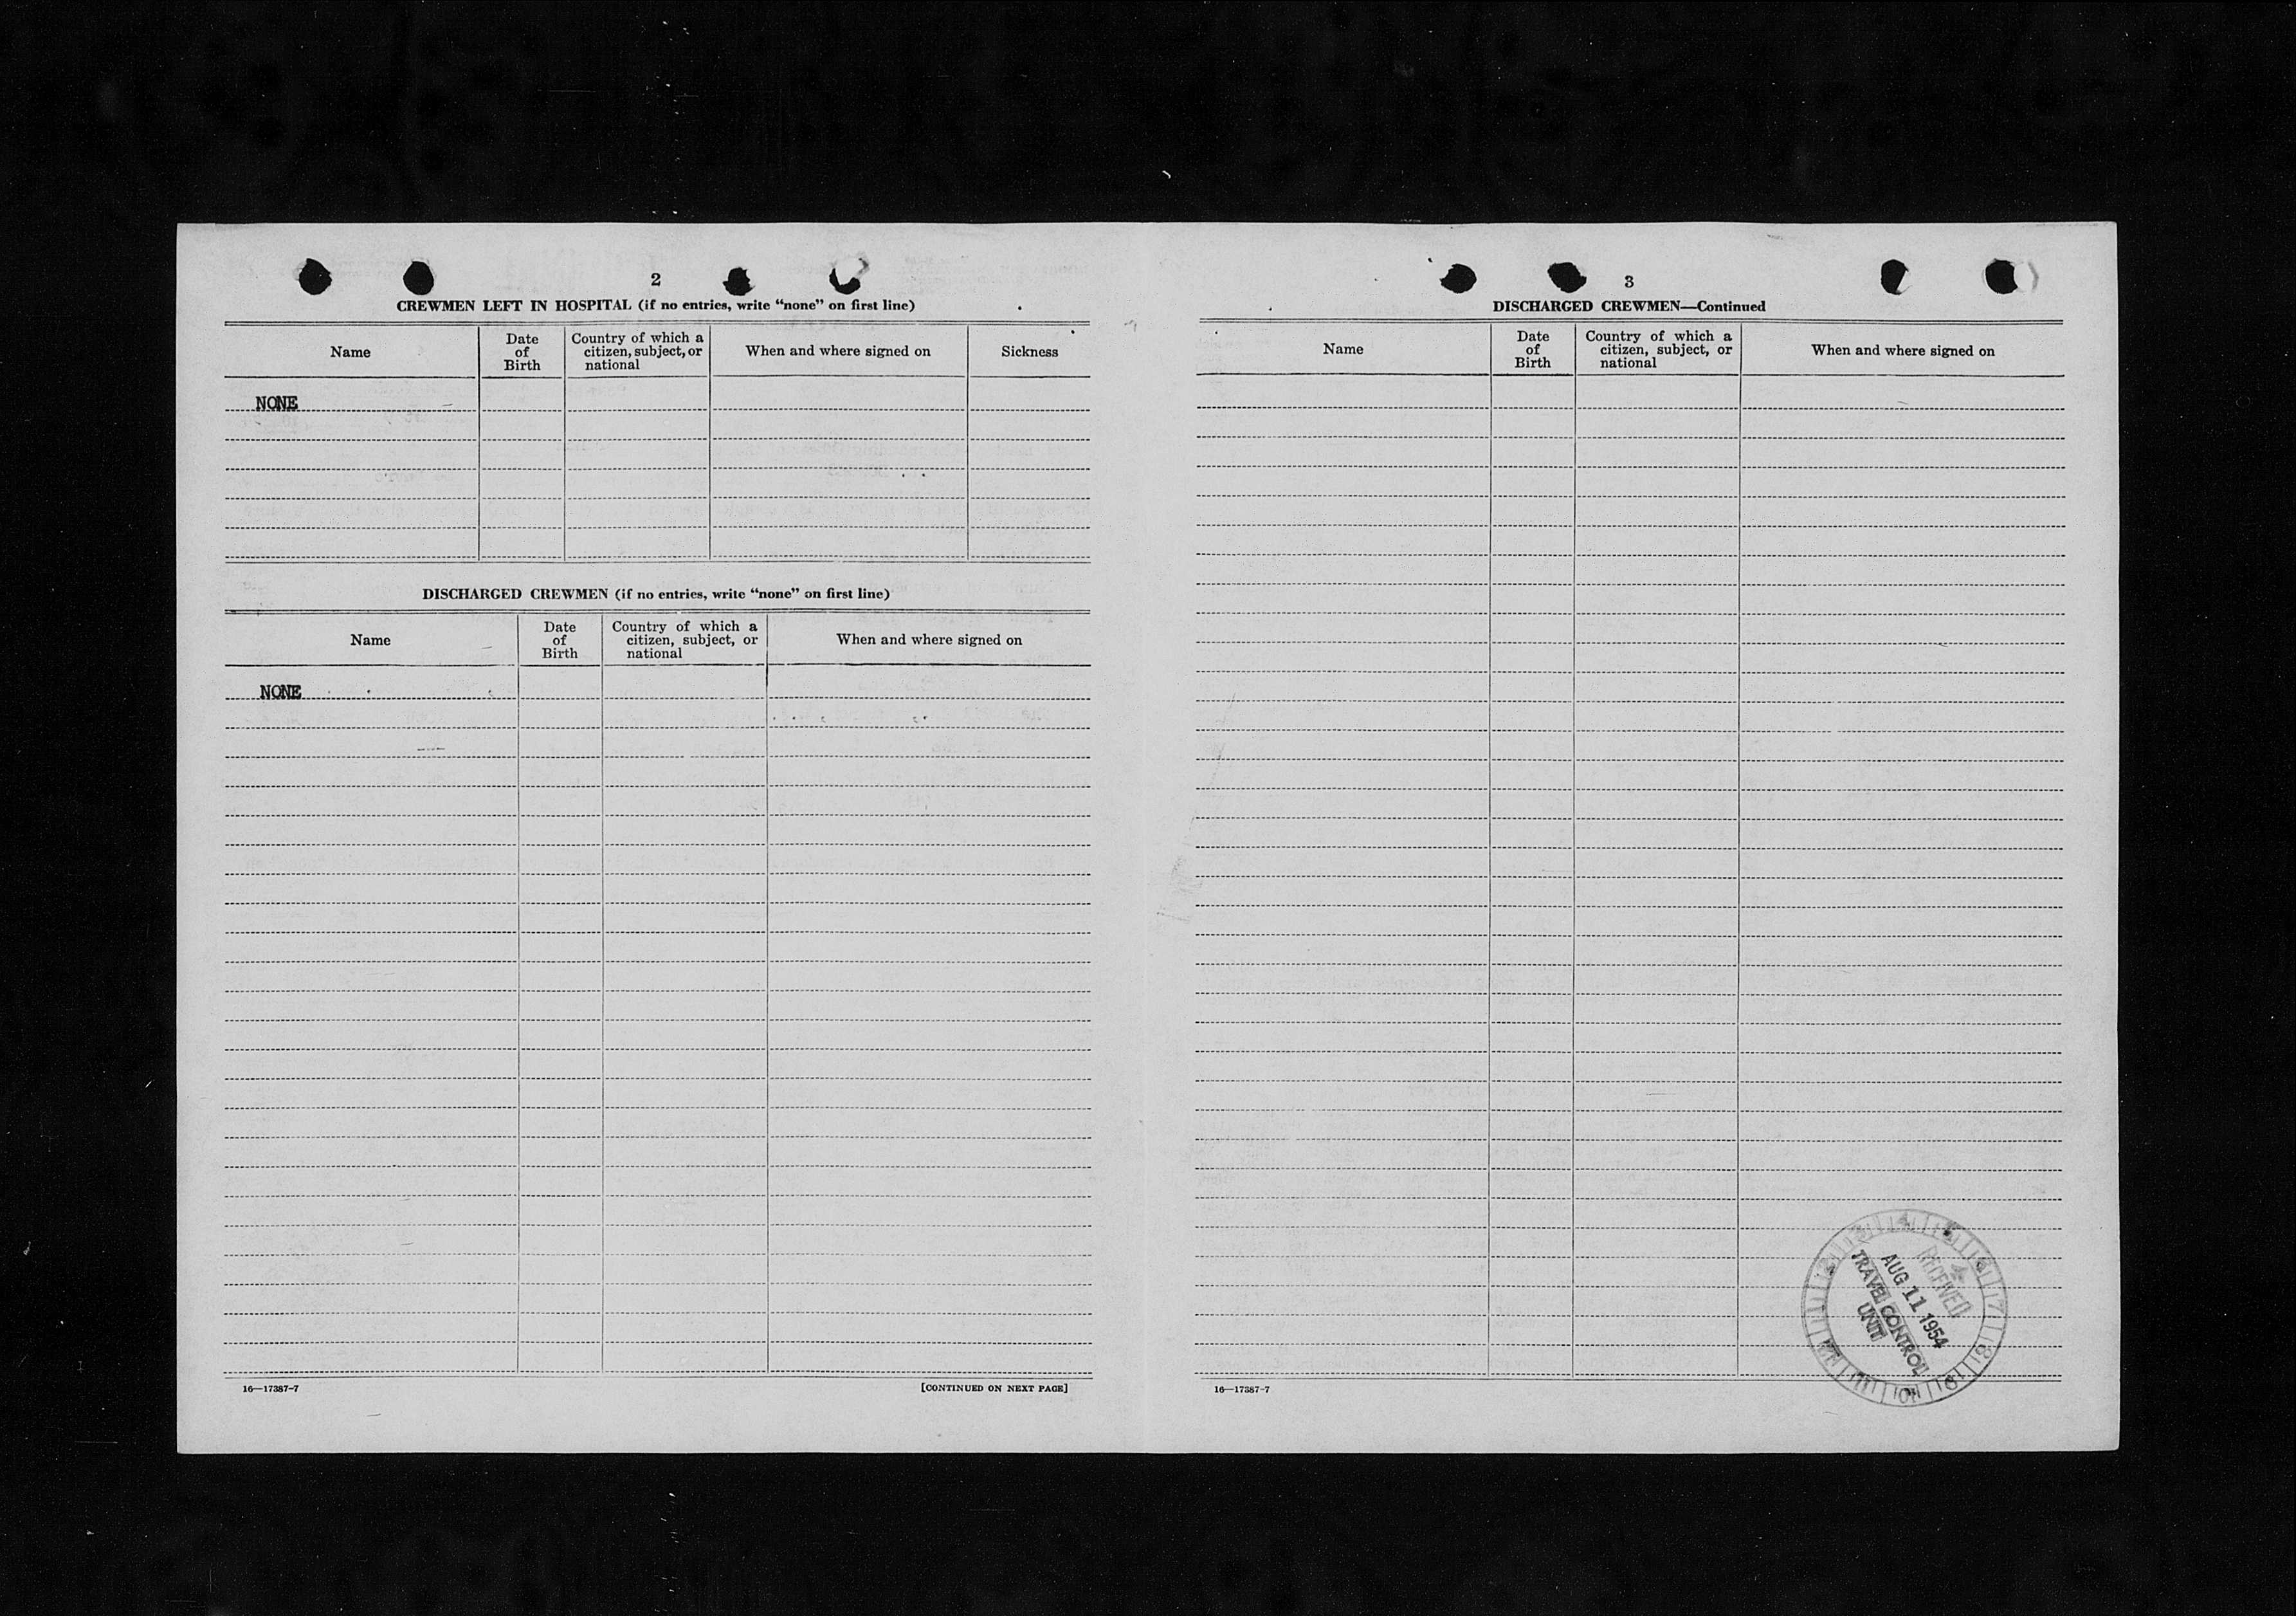 2
CREWMEN LEFT IN HOSPITAL (if no entries, write “none” on first line)
Name
Date of Birth
Country of which a citizen, subject, or national
When and where signed on
Sickness
NONE
DISCHARGED CREWMEN (if no entries, write “none” on first line)
Name
Date of Birth
Country of which a citizen, subject, or national
When and where signed on
NONE
16—17387-7
[CONTINUED ON NEXT PAGE]
3
DISCHARGED CREWMEN—Continued
Name
Date of Birth
Country of which a citizen, subject, or national
When and where signed on
RECEIVED
AUG 11 1954
TRAVEL CONTROL
UNIT
16—17387-7